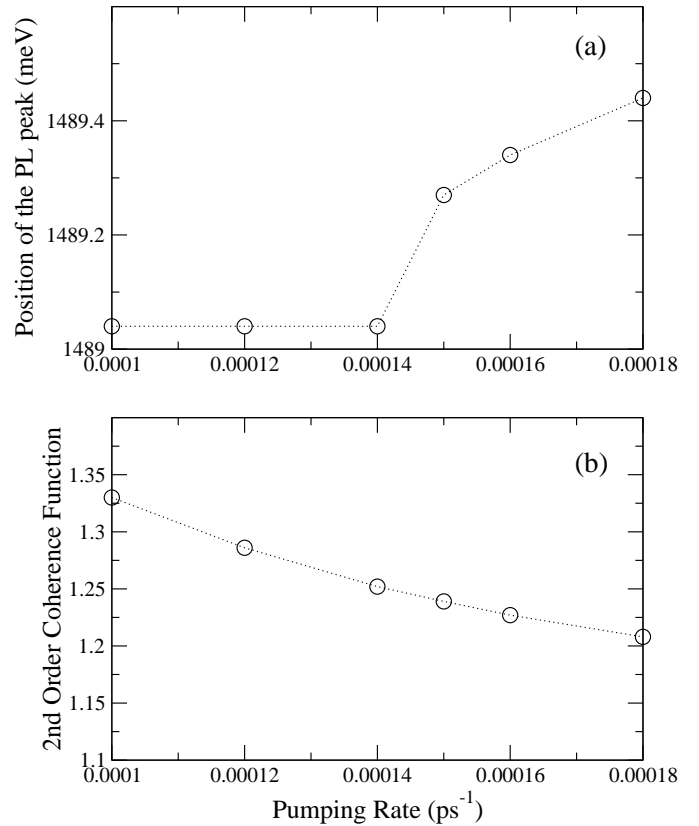 Position of the PL peak (meV)
(a)
1489.4
1489.2
1489
0.0001 0.00012 0.00014 0.00016 0.00018
2nd Order Coherence Function
(b)
1.35
1.3
1.25
1.2
1.15
1.1
0.0001 0.00012 0.00014 0.00016 0.00018
Pumping Rate (ps⁻¹)